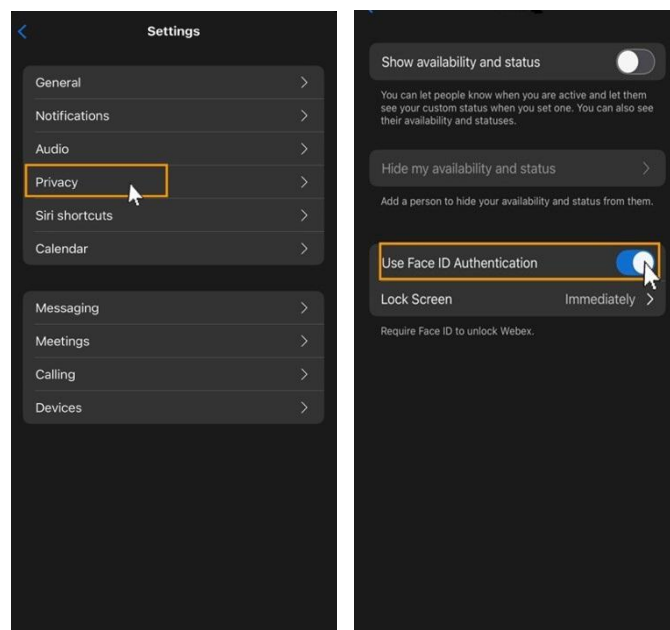 Settings
General
Notifications
Audio
Privacy
Siri shortcuts
Calendar
Messaging
Meetings
Calling
Devices
Show availability and status
You can let people know when you are active and let them
see your custom status when you set one. You can also see
their availability and statuses.
Hide my availability and status
Add a person to hide your availability and status from them.
Use Face ID Authentication
Lock Screen Immediately
Require Face ID to unlock Webex.